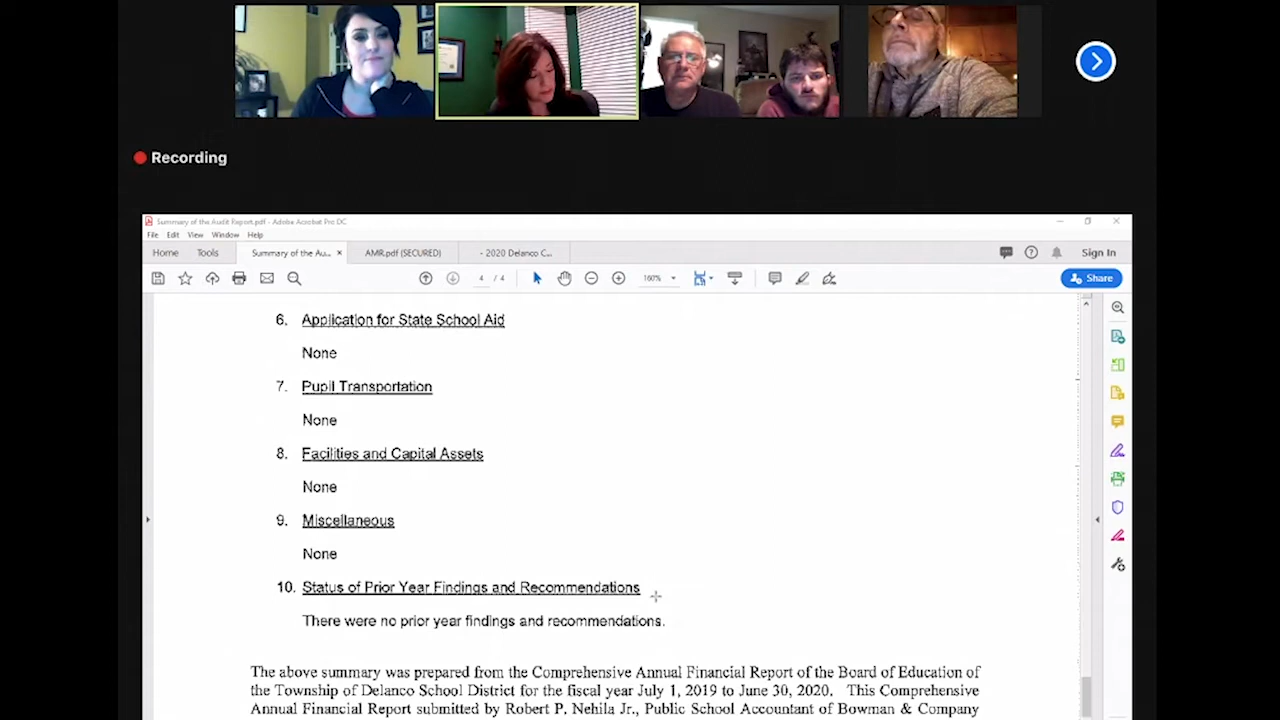 Recording
Summary of the Audit Report.pdf - Adobe Acrobat Pro DC
File Edit View Window Help
Home Tools Summary of the Au... × AMR.pdf (SECURED) - 2020 Delanco C... Sign In
4 / 4 160% Share
6. Application for State School Aid
None
7. Pupil Transportation
None
8. Facilities and Capital Assets
None
9. Miscellaneous
None
10. Status of Prior Year Findings and Recommendations
There were no prior year findings and recommendations.
The above summary was prepared from the Comprehensive Annual Financial Report of the Board of Education of
the Township of Delanco School District for the fiscal year July 1, 2019 to June 30, 2020. This Comprehensive
Annual Financial Report submitted by Robert P. Nehila Jr., Public School Accountant of Bowman & Company